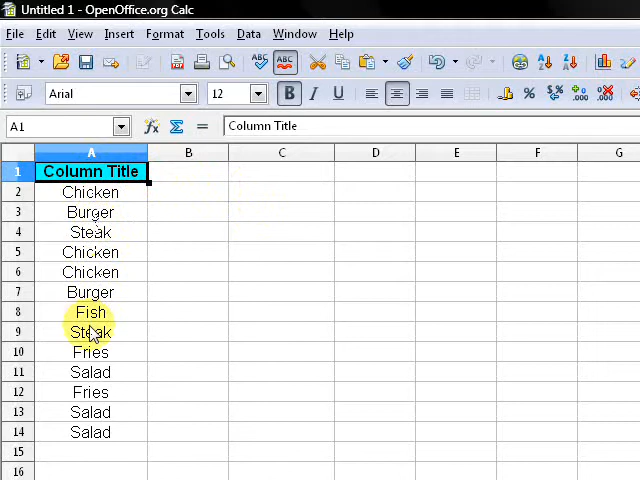 Untitled 1 - OpenOffice.org Calc
File Edit View Insert Format Tools Data Window Help
ABC ABC
Arial 12 B I U
A1 Column Title
A B C D E F G
1 Column Title
2 Chicken
3 Burger
4 Steak
5 Chicken
6 Chicken
7 Burger
8 Fish
9 Steak
10 Fries
11 Salad
12 Fries
13 Salad
14 Salad
15
16